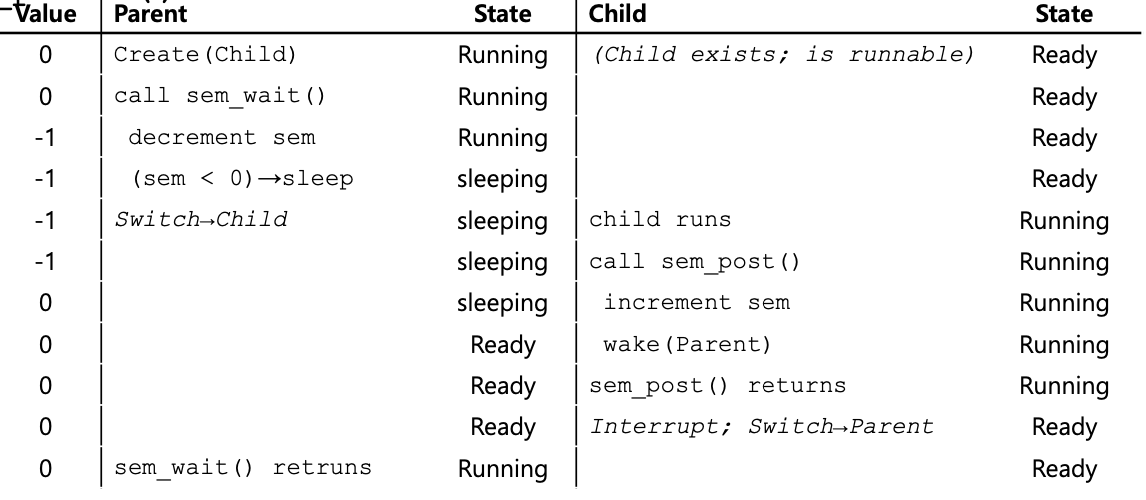 Value Parent State Child State
0 Create(Child) Running (Child exists; is runnable) Ready
0 call sem_wait() Running Ready
-1 decrement sem Running Ready
-1 (sem < 0)→sleep sleeping Ready
-1 Switch→Child sleeping child runs Running
-1 sleeping call sem_post() Running
0 sleeping increment sem Running
0 Ready wake(Parent) Running
0 Ready sem_post() returns Running
0 Ready Interrupt; Switch→Parent Ready
0 sem_wait() retruns Running Ready